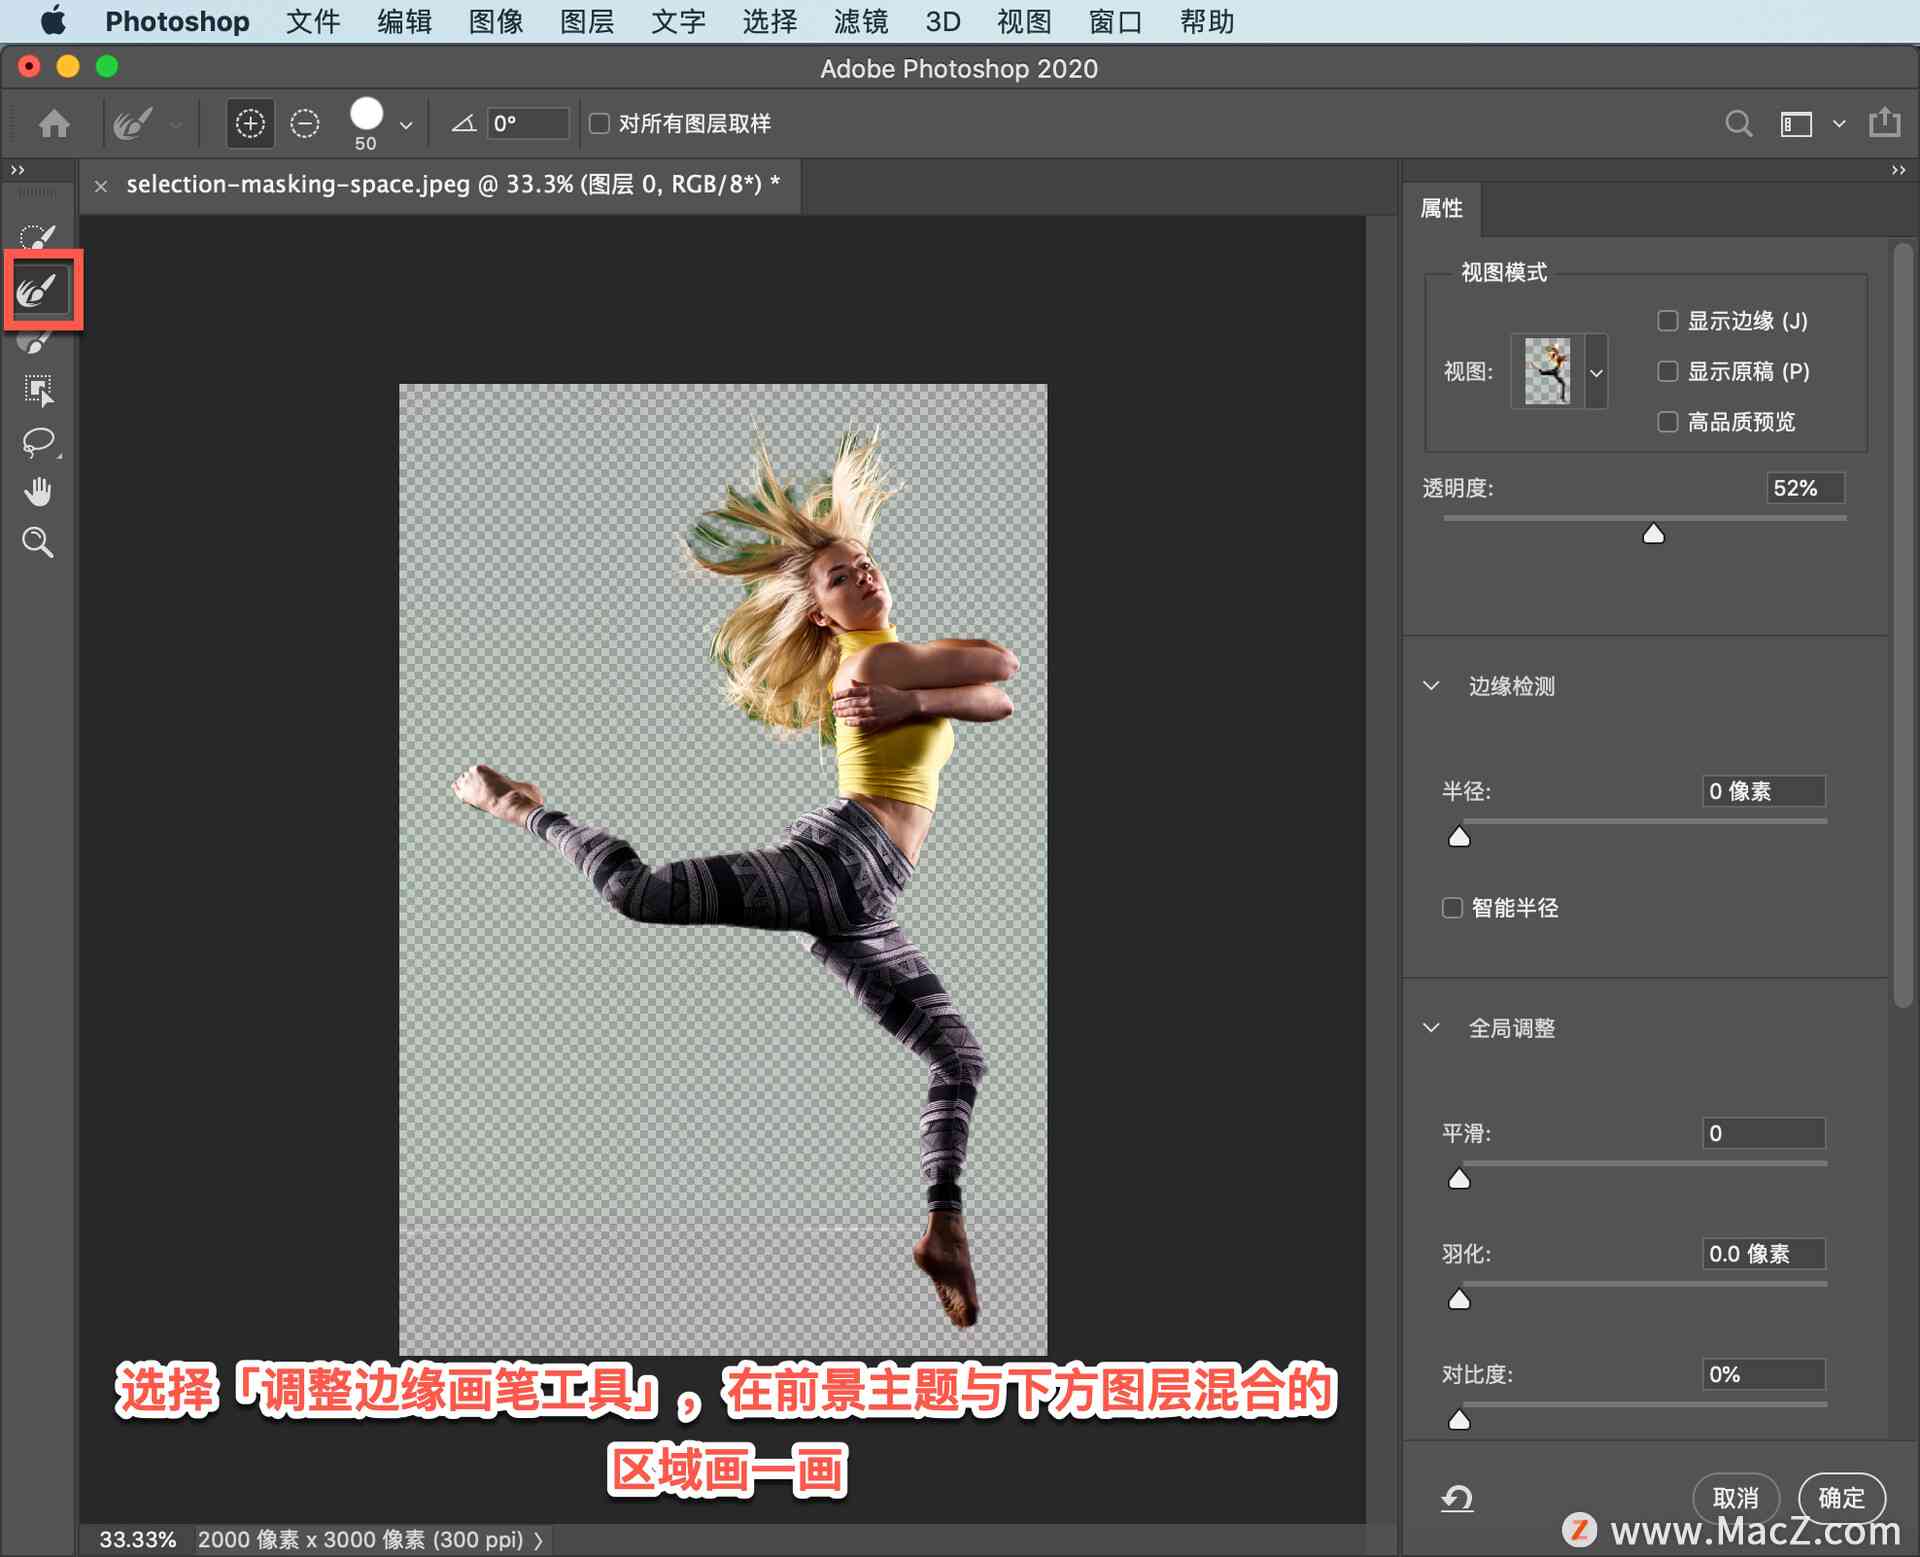 Photoshop 文件 编辑 图像 图层 文字 选择 滤镜 3D 视图 窗口 帮助
Adobe Photoshop 2020
50
0°
对所有图层取样
selection-masking-space.jpeg @ 33.3% (图层 0, RGB/8*) *
属性
视图模式
显示边缘 (J)
视图:
显示原稿 (P)
高品质预览
透明度: 52%
边缘检测
半径: 0 像素
智能半径
全局调整
平滑: 0
羽化: 0.0 像素
对比度: 0%
选择「调整边缘画笔工具」，在前景主题与下方图层混合的
区域画一画
取消 确定
33.33% 2000 像素 x 3000 像素 (300 ppi)
Z www.MacZ.com